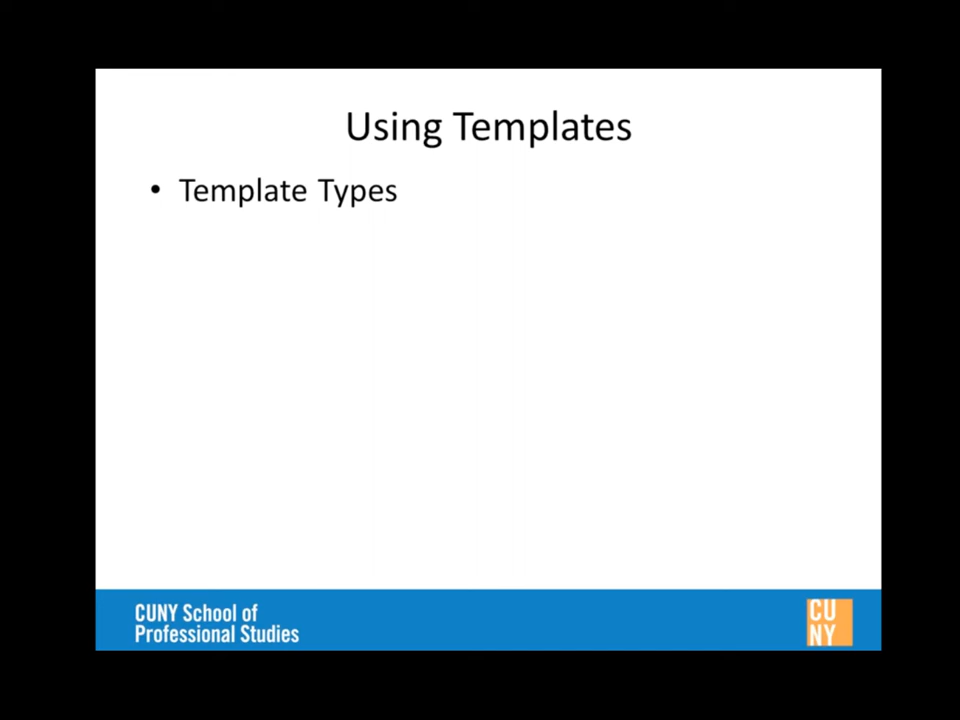 Using Templates
• Template Types
CUNY School of
Professional Studies
CU
NY